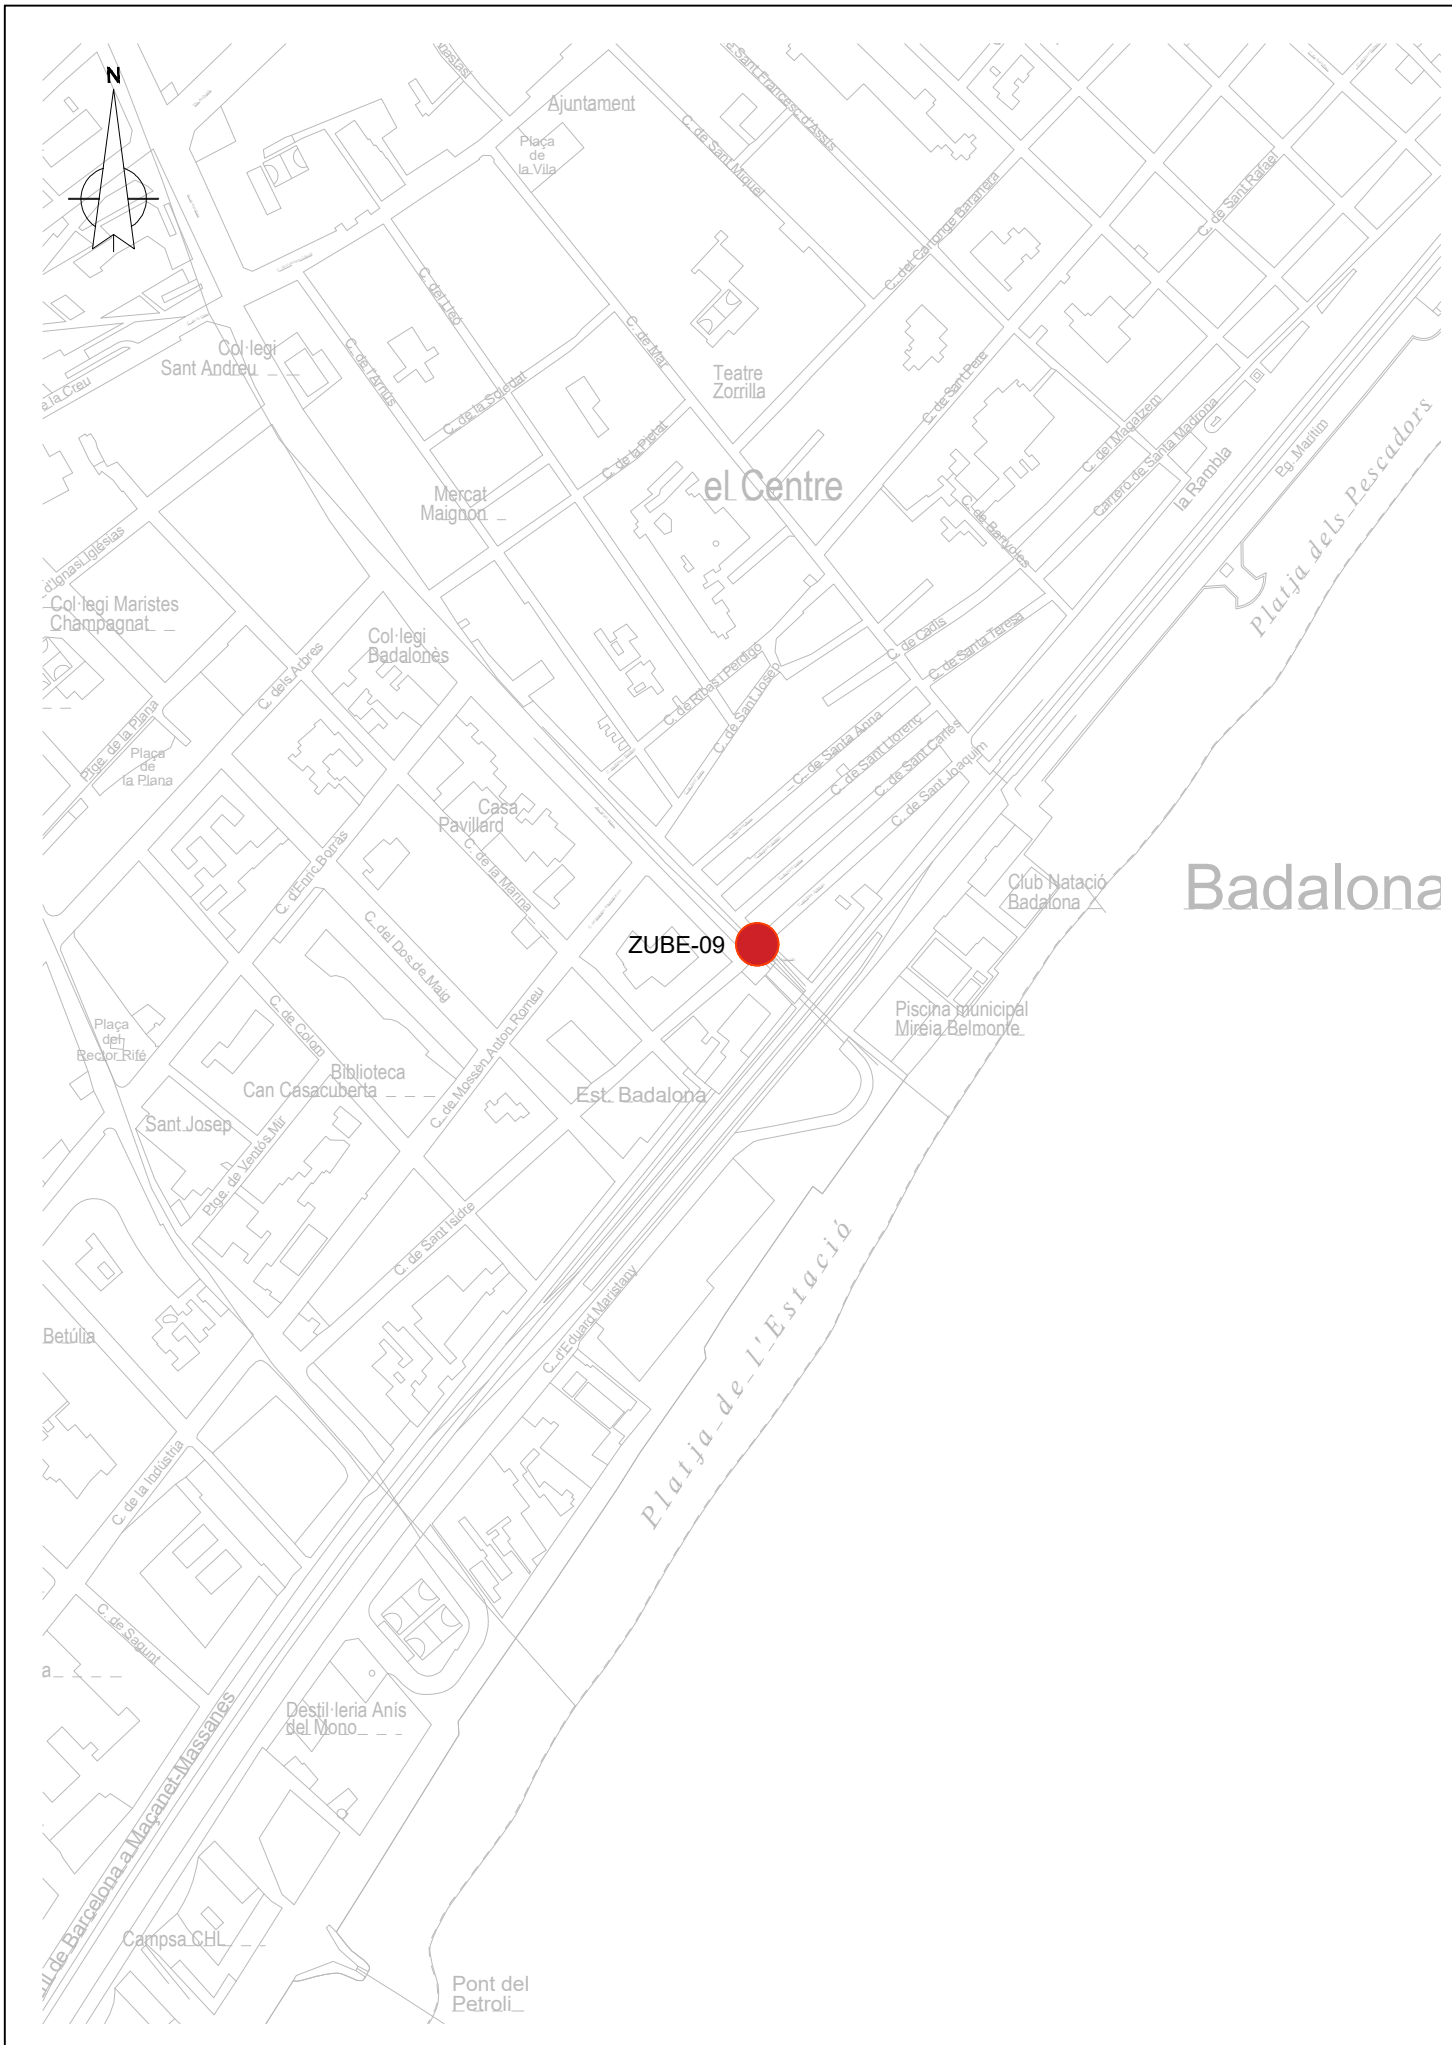 N
Ajuntament
Plaça
de
la Vila
C. de Sant Francesc d'Assís
C. de Sant Miquel
C. de Sant Rafael
C. del Canonge Baranera
C. del Lleó
C. de Mar
Col·legi
Sant Andreu
C. de l'Arnús
Teatre
Zorrilla
C. de Sant Pere
C. de la Soledat
C. de la Pietat
C. del Magatzem
Carreró de Santa Madrona
la Rambla
Pg. Marítim
Platja dels Pescadors
el Centre
Mercat
Maignon
C. de Bartoles
d'Ignasi Iglésias
Col·legi Maristes
Champagnat
Col·legi
Badalonès
C. dels Arbres
C. de Cadis
C. de Santa Teresa
C. de Ribas i Perdigó
C. de Sant Josep
Ptge. de la Plana
Plaça
de
la Plana
C. de Santa Anna
C. de Sant Llorenç
C. de Sant Carles
C. de Sant Joaquim
Casa
Pavillard
C. d'Enric Borràs
C. de la Marina
Club Natació
Badalona
Badalona
C. del Dos de Maig
ZUBE-09
Piscina municipal
Mireia Belmonte
C. de Colom
C. de Mossèn Anton Romeu
Plaça
del
Rector Rifé
Biblioteca
Can Casacuberta
Est. Badalona
Sant Josep
Ptge. de Ventós Mir
C. de Sant Isidre
C. d'Eduard Maristany
Platja de l'Estació
Betúlia
C. de la Indústria
C. de Sagunt
a
Destil·leria Anís
del Mono
de Barcelona a Maçanet-Massanes
Campsa CHL
Pont del
Petroli